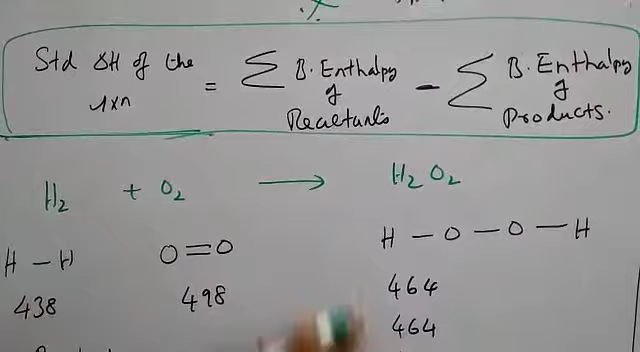 Std ΔH of the rxn = Σ B. Enthalpy of Reactants - Σ B. Enthalpy of Products.
H₂ + O₂ → H₂O₂
H - H O=O H - O - O - H
438 498 464
464